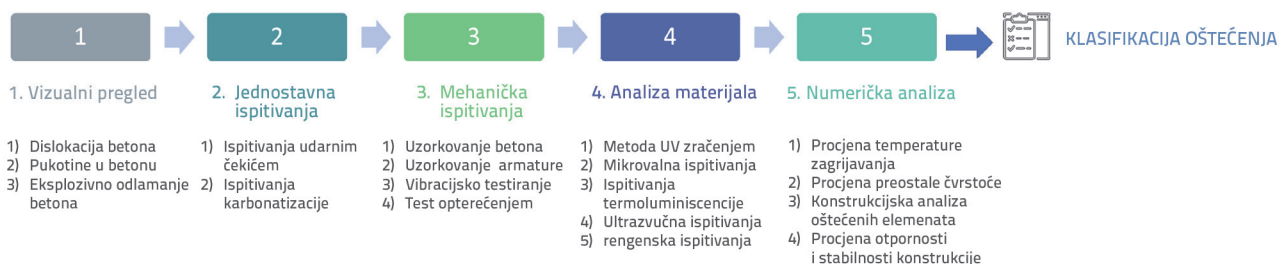 1
2
3
4
5
KLASIFIKACIJA OŠTEĆENJA
1. Vizualni pregled
1) Dislokacija betona
2) Pukotine u betonu
3) Eksplozivno odlamanje
betona
2. Jednostavna
ispitivanja
1) Ispitivanja udarnim
čekićem
2) Ispitivanja
karbonatizacije
3. Mehanička
ispitivanja
1) Uzorkovanje betona
2) Uzorkovanje armature
3) Vibracijsko testiranje
4) Test opterećenjem
4. Analiza materijala
1) Metoda UV zračenjem
2) Mikrovalna ispitivanja
3) Ispitivanja
termoluminiscencije
4) Ultrazvučna ispitivanja
5) rengenska ispitivanja
5. Numerička analiza
1) Procjena temperature
zagrijavanja
2) Procjena preostale čvrstoće
3) Konstrukcijska analiza
oštećenih elemenata
4) Procjena otpornosti
i stabilnosti konstrukcije